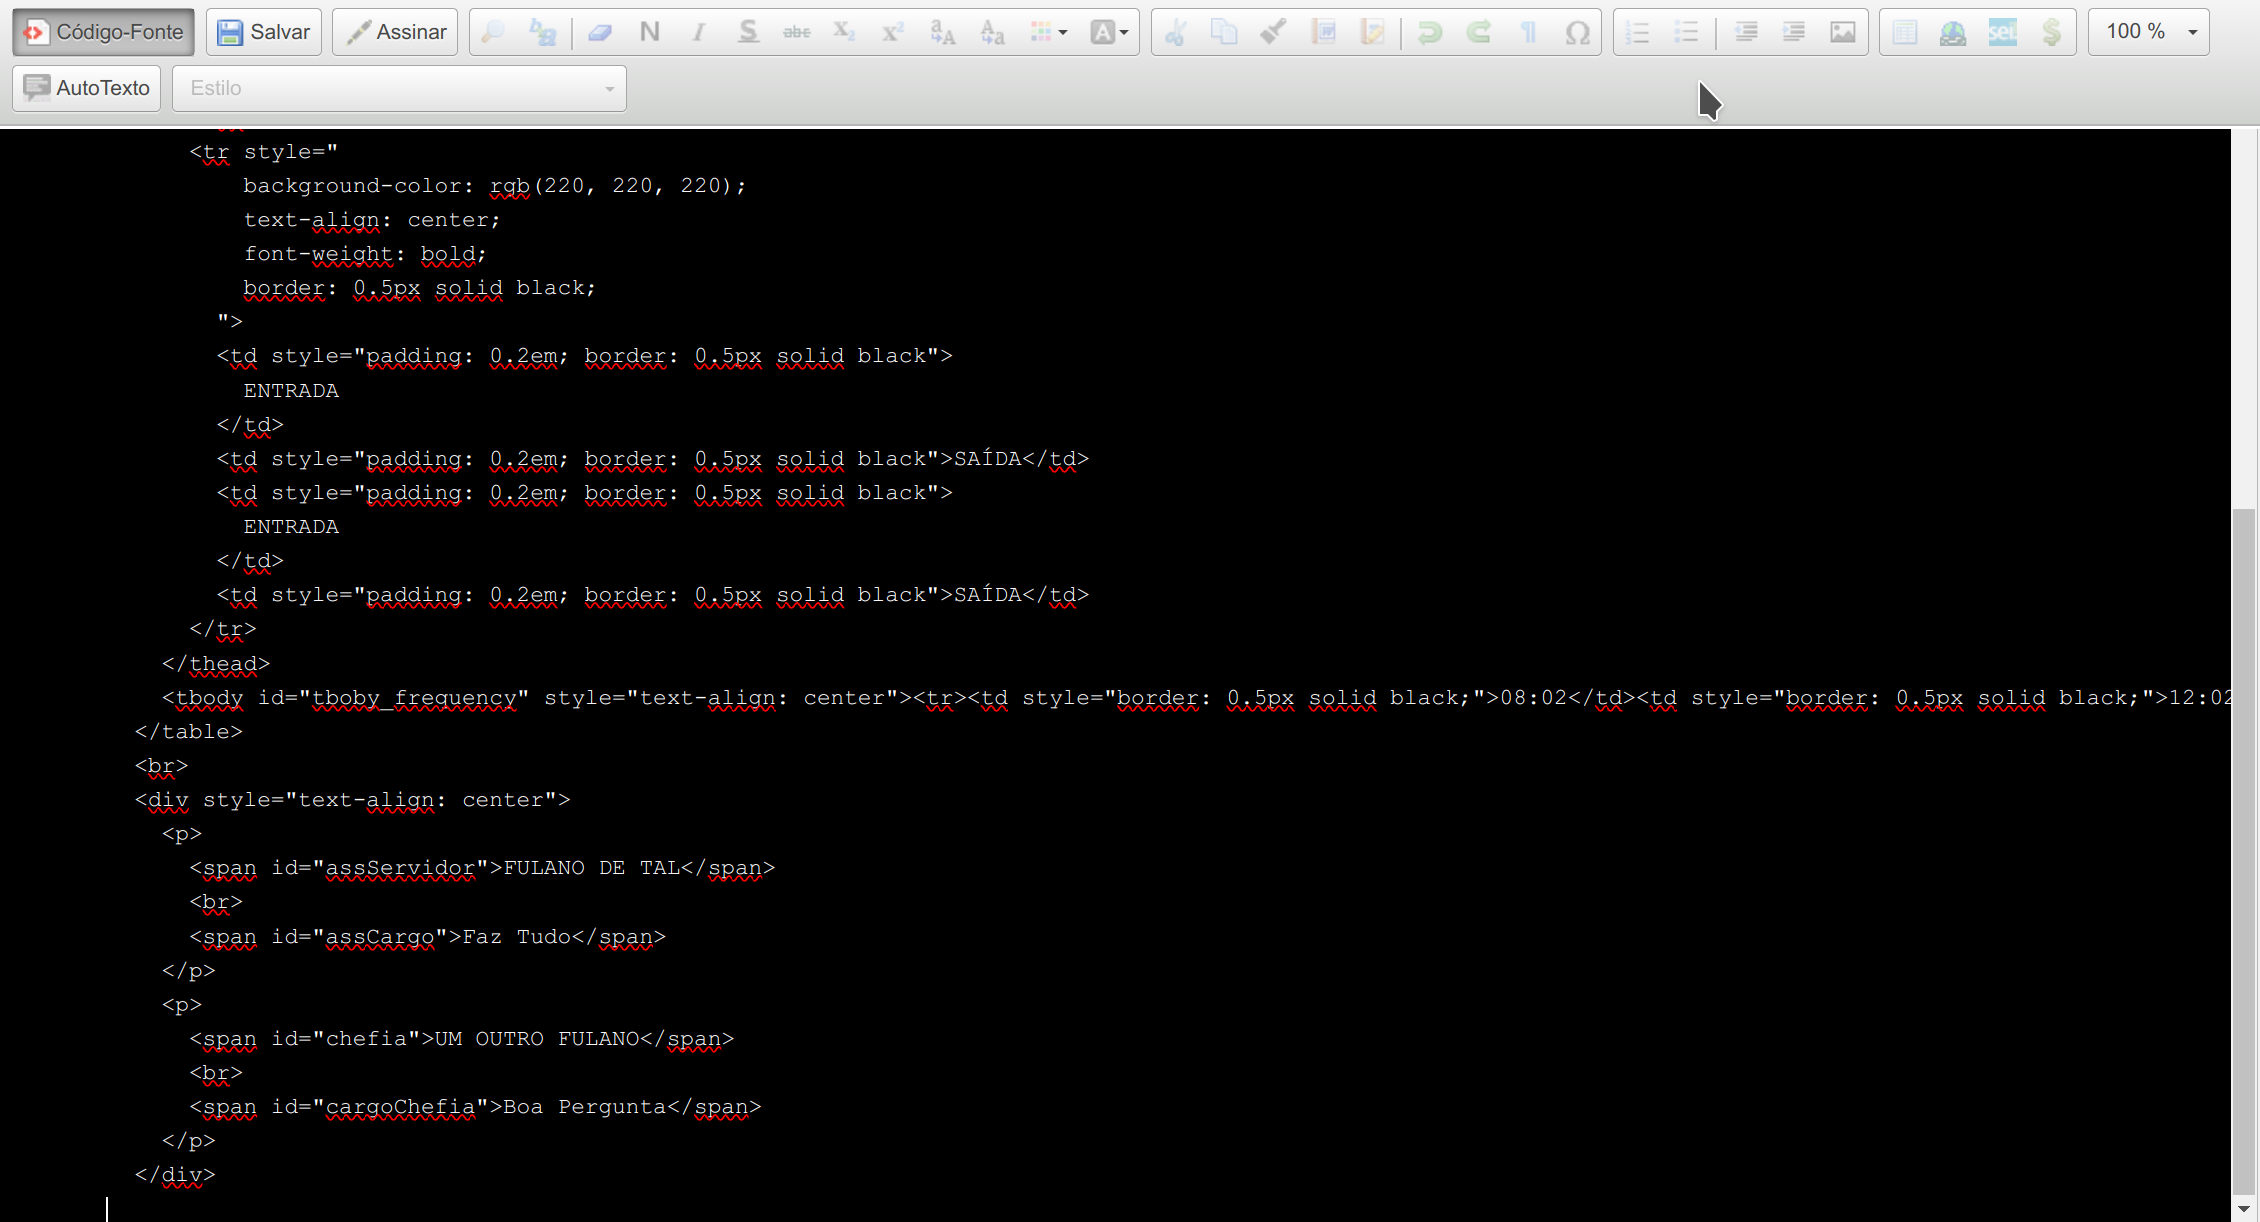 Código-Fonte Salvar Assinar N I S abc X₂ X² 100 %
AutoTexto Estilo
<tr style="
background-color: rgb(220, 220, 220);
text-align: center;
font-weight: bold;
border: 0.5px solid black;
">
<td style="padding: 0.2em; border: 0.5px solid black">
ENTRADA
</td>
<td style="padding: 0.2em; border: 0.5px solid black">SAÍDA</td>
<td style="padding: 0.2em; border: 0.5px solid black">
ENTRADA
</td>
<td style="padding: 0.2em; border: 0.5px solid black">SAÍDA</td>
</tr>
</thead>
<tbody id="tboby_frequency" style="text-align: center"><tr><td style="border: 0.5px solid black;">08:02</td><td style="border: 0.5px solid black;">12:02
</table>
<br>
<div style="text-align: center">
<p>
<span id="assServidor">FULANO DE TAL</span>
<br>
<span id="assCargo">Faz Tudo</span>
</p>
<p>
<span id="chefia">UM OUTRO FULANO</span>
<br>
<span id="cargoChefia">Boa Pergunta</span>
</p>
</div>